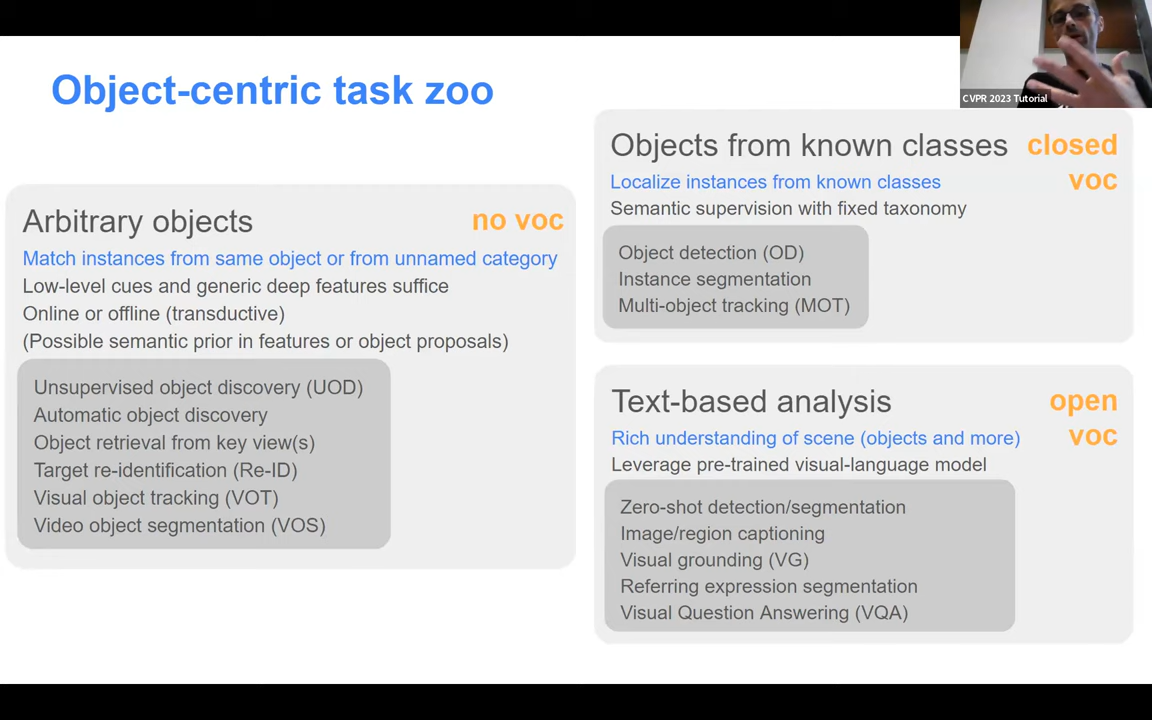 Object-centric task zoo
CVPR 2023 Tutorial
Arbitrary objects
no voc
Match instances from same object or from unnamed category
Low-level cues and generic deep features suffice
Online or offline (transductive)
(Possible semantic prior in features or object proposals)
Unsupervised object discovery (UOD)
Automatic object discovery
Object retrieval from key view(s)
Target re-identification (Re-ID)
Visual object tracking (VOT)
Video object segmentation (VOS)
Objects from known classes
closed
voc
Localize instances from known classes
Semantic supervision with fixed taxonomy
Object detection (OD)
Instance segmentation
Multi-object tracking (MOT)
Text-based analysis
open
voc
Rich understanding of scene (objects and more)
Leverage pre-trained visual-language model
Zero-shot detection/segmentation
Image/region captioning
Visual grounding (VG)
Referring expression segmentation
Visual Question Answering (VQA)